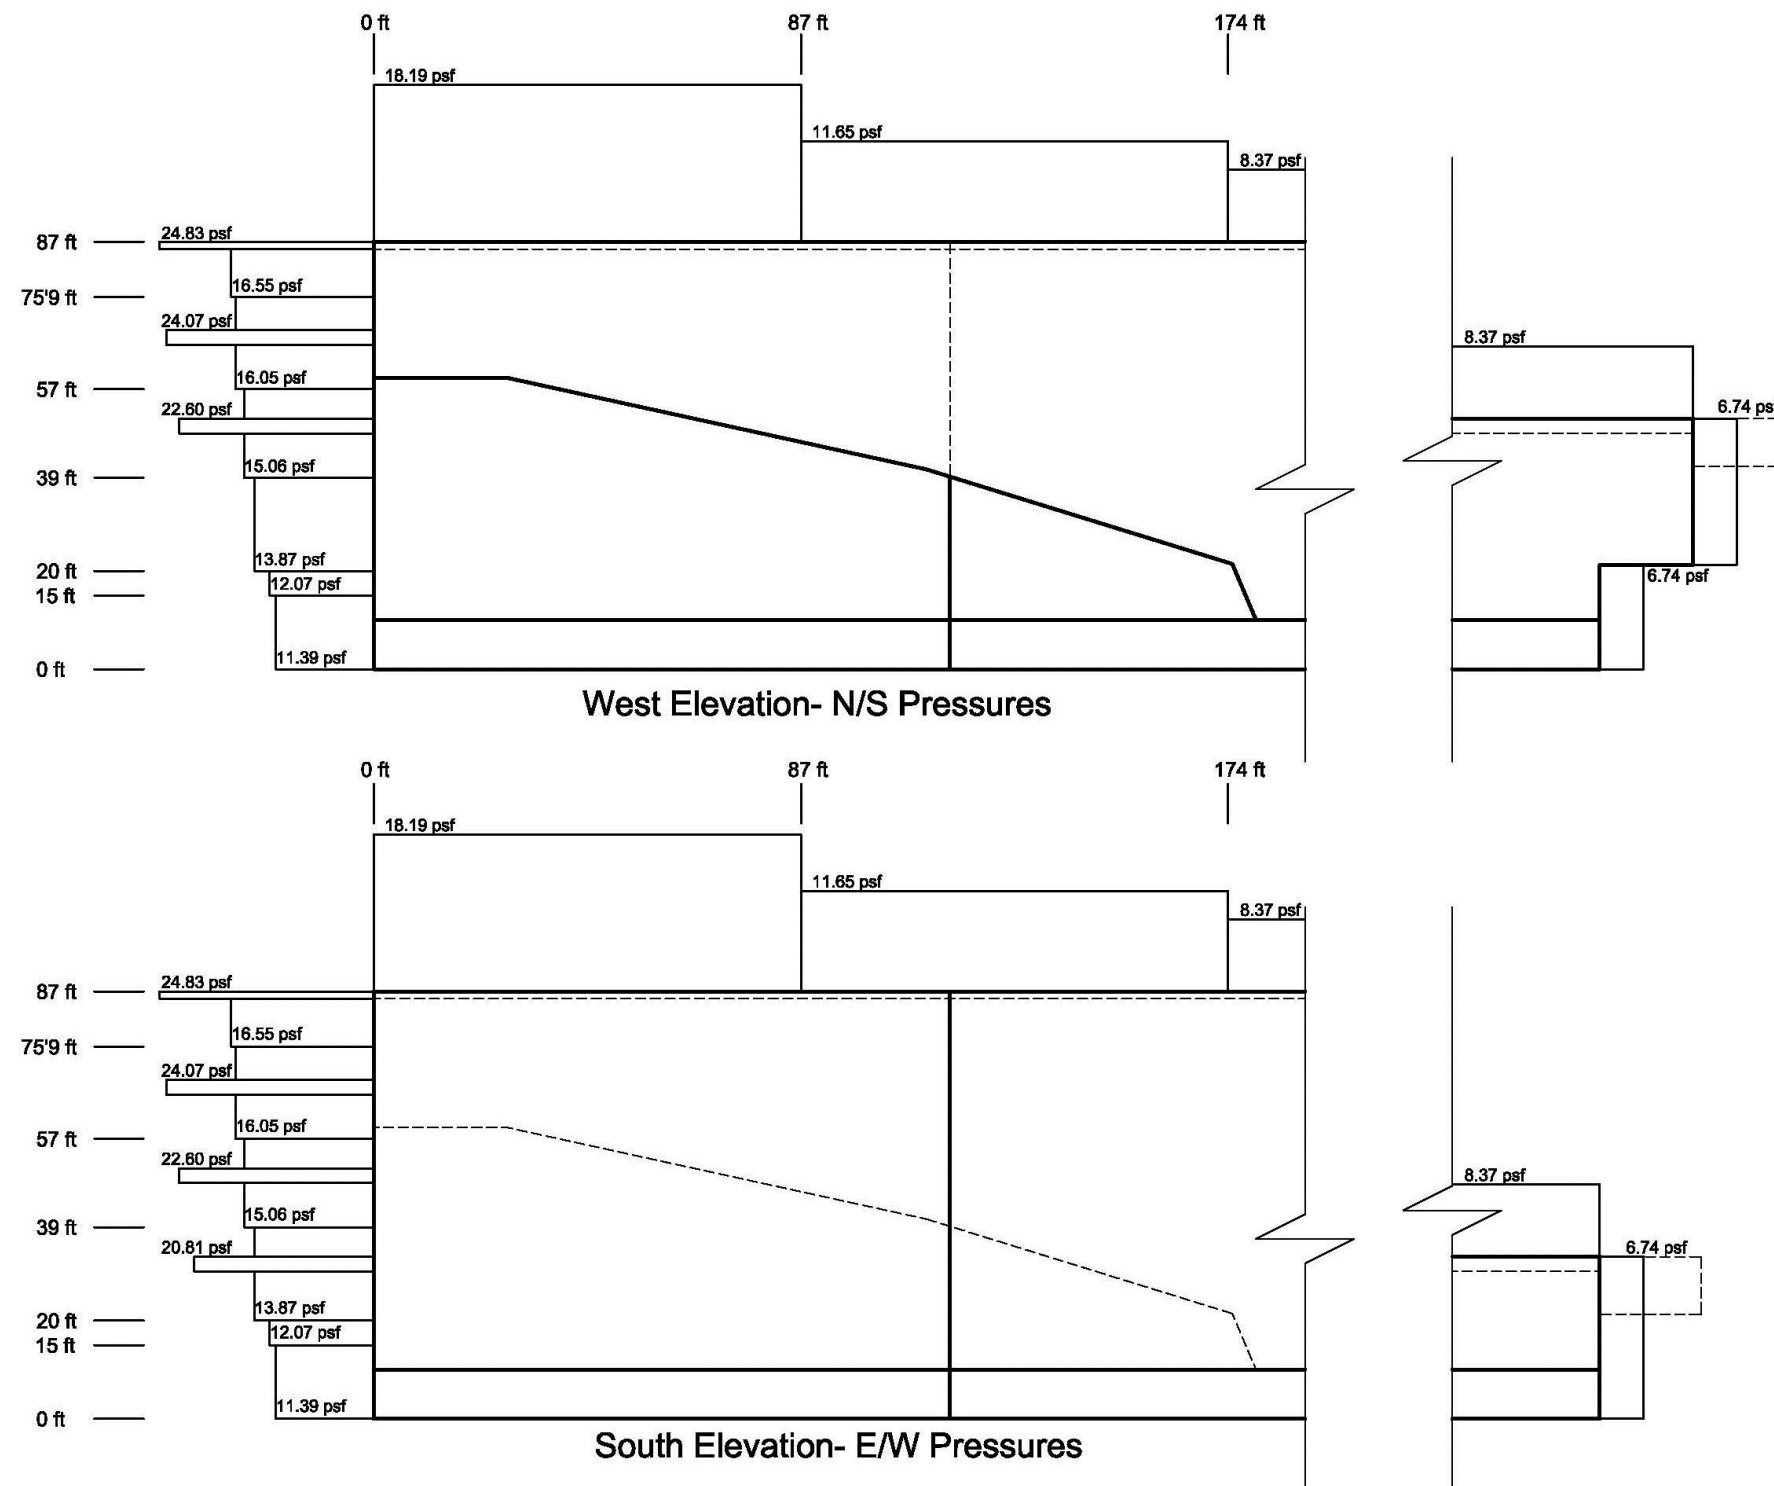 0 ft 87 ft 174 ft
18.19 psf
11.65 psf
8.37 psf
24.83 psf
87 ft
16.55 psf
75'9 ft
24.07 psf
8.37 psf
16.05 psf
57 ft
22.60 psf
6.74 ps
15.06 psf
39 ft
13.87 psf
20 ft
12.07 psf
6.74 psf
15 ft
11.39 psf
0 ft
West Elevation- N/S Pressures
0 ft 87 ft 174 ft
18.19 psf
11.65 psf
8.37 psf
24.83 psf
87 ft
16.55 psf
75'9 ft
24.07 psf
16.05 psf
57 ft
22.60 psf
8.37 psf
15.06 psf
39 ft
20.81 psf
6.74 psf
13.87 psf
20 ft
12.07 psf
15 ft
11.39 psf
0 ft
South Elevation- E/W Pressures